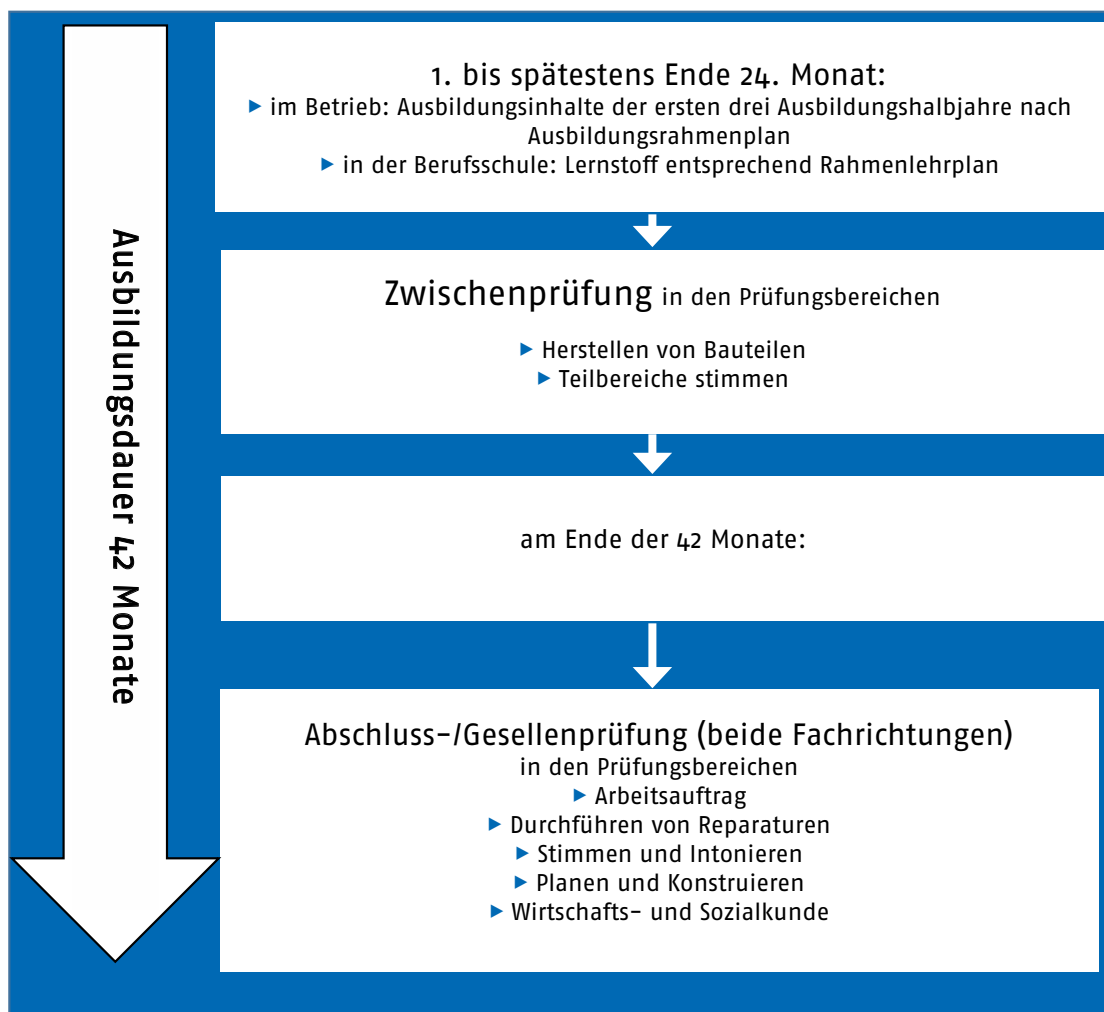 Ausbildungsdauer 42 Monate
1. bis spätestens Ende 24. Monat:
▶ im Betrieb: Ausbildungsinhalte der ersten drei Ausbildungshalbjahre nach
Ausbildungsrahmenplan
▶ in der Berufsschule: Lernstoff entsprechend Rahmenlehrplan
Zwischenprüfung in den Prüfungsbereichen
▶ Herstellen von Bauteilen
▶ Teilbereiche stimmen
am Ende der 42 Monate:
Abschluss-/Gesellenprüfung (beide Fachrichtungen)
in den Prüfungsbereichen
▶ Arbeitsauftrag
▶ Durchführen von Reparaturen
▶ Stimmen und Intonieren
▶ Planen und Konstruieren
▶ Wirtschafts- und Sozialkunde